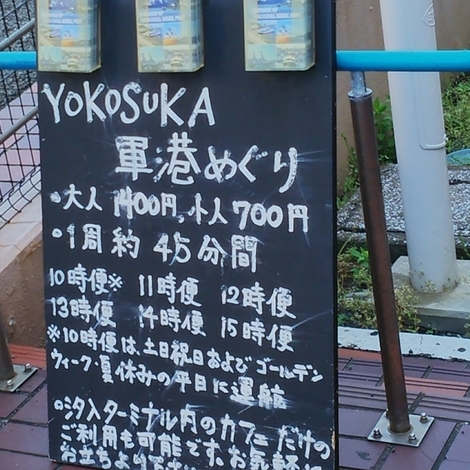 YOKOSUKA
軍港めぐり
•大人 1400円、小人 700円
•1周 約 45分間
10時便※ 11時便 12時便
13時便 14時便 15時便
※10時便は、土日祝日およびゴールデン
ウィーク・夏休みの平日に運航
汐入ターミナル内のカフェだけの
ご利用も可能です、お気軽に
お立ちより